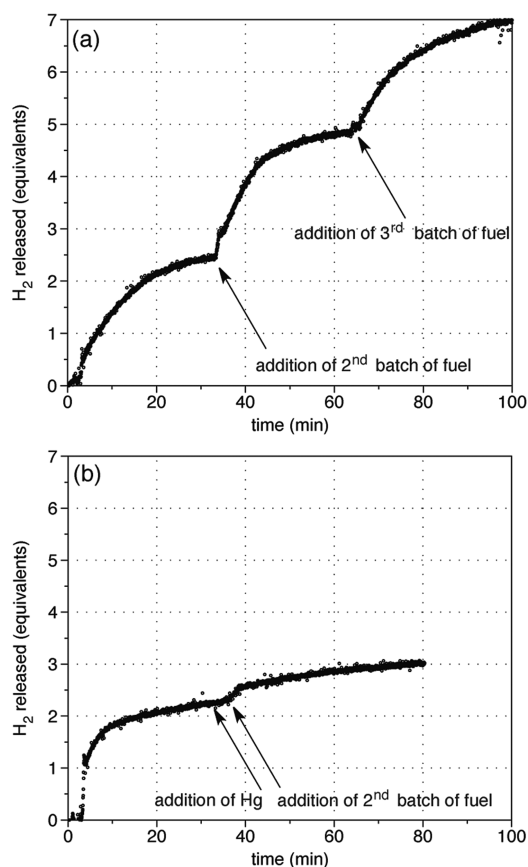 (a)
7
6
5
4
3
2
1
0
H₂ released (equivalents)
addition of 3rd batch of fuel
addition of 2nd batch of fuel
0 20 40 60 80 100
time (min)
(b)
7
6
5
4
3
2
1
0
H₂ released (equivalents)
addition of Hg addition of 2nd batch of fuel
0 20 40 60 80 100
time (min)